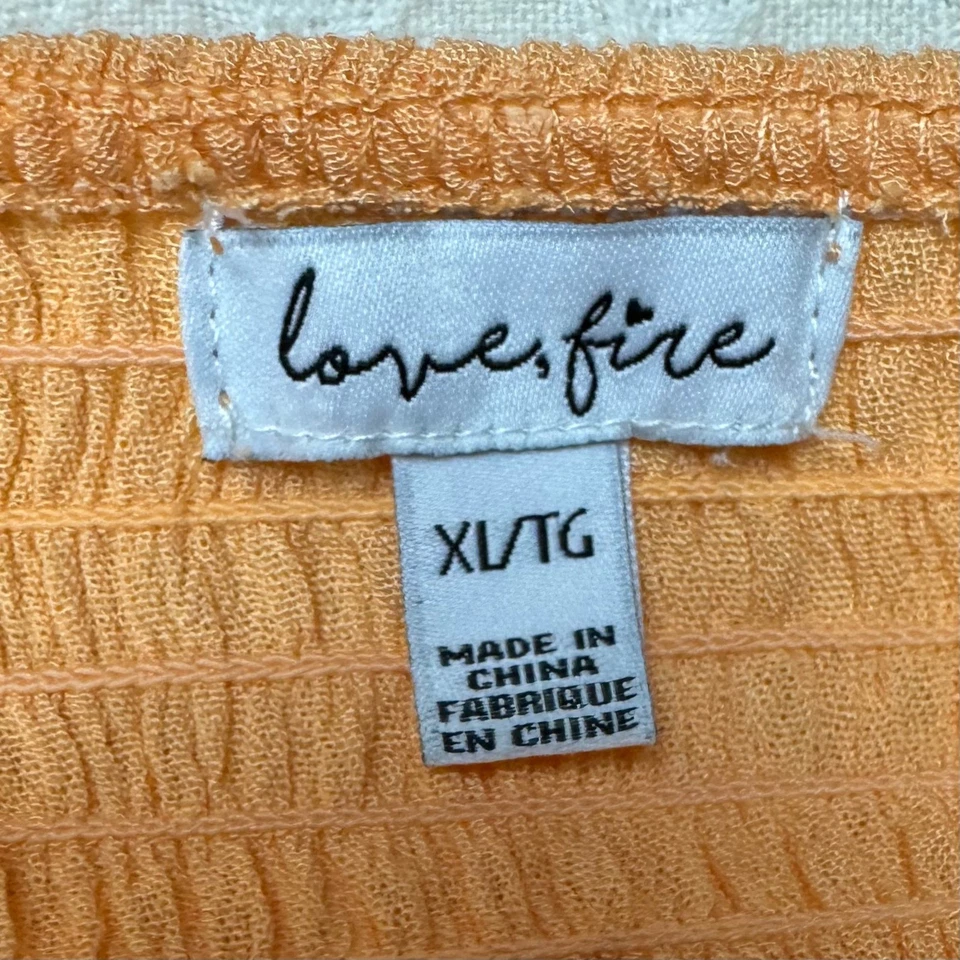 love, fire
XL/TG
MADE IN
CHINA
FABRIQUE
EN CHINE